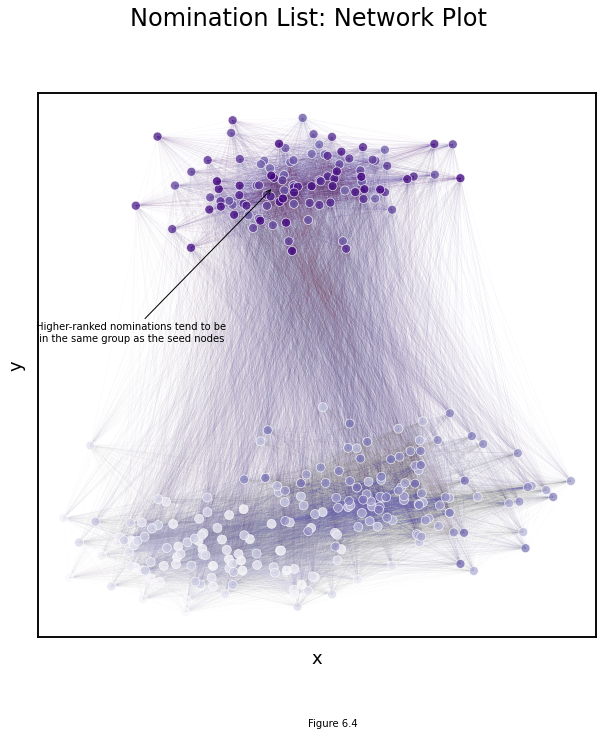 Nomination List: Network Plot
Higher-ranked nominations tend to be
in the same group as the seed nodes
y
x
Figure 6.4